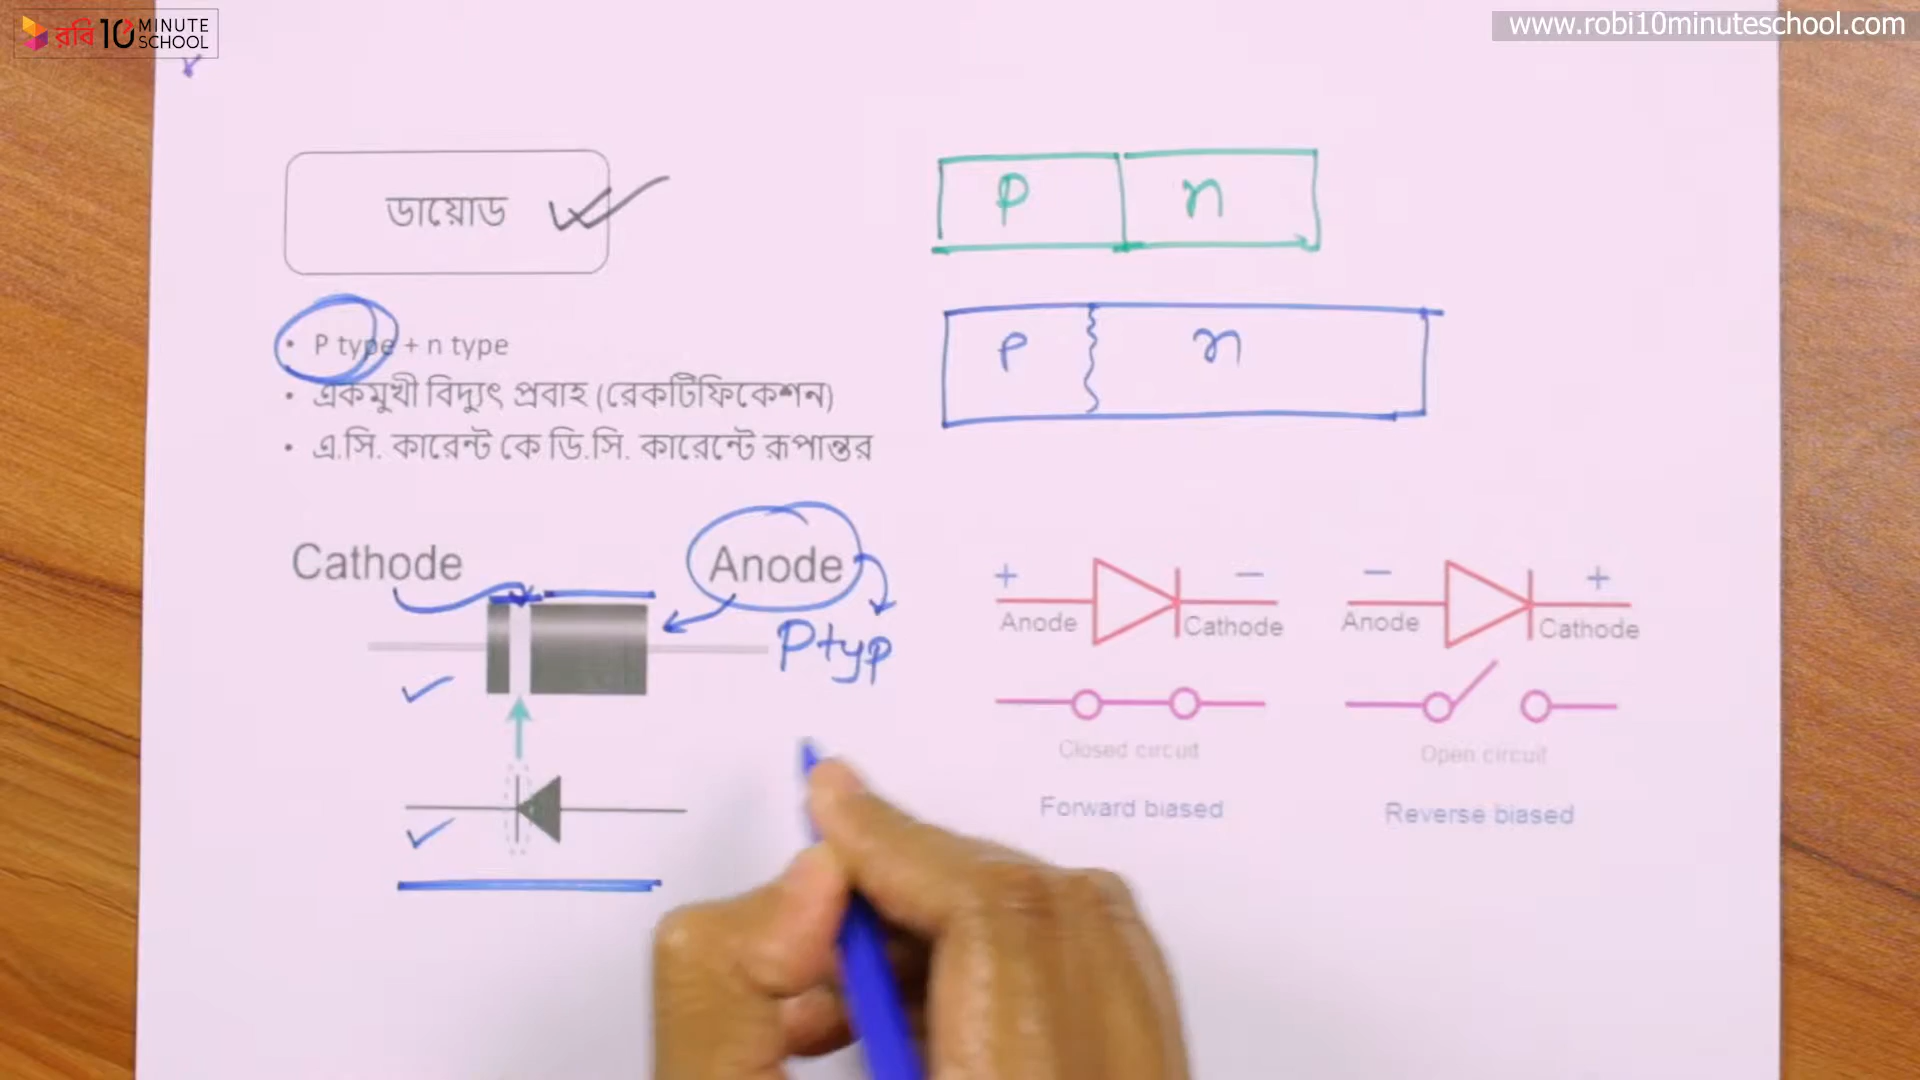 রবি 10 MINUTE SCHOOL
www.robi10minuteschool.com
ডায়োড
P n
• P type + n type
P n
• একমুখী বিদ্যুৎ প্রবাহ (রেকটিফিকেশন)
• এ.সি. কারেন্ট কে ডি.সি. কারেন্টে রূপান্তর
Cathode Anode
P typ
+ −
Anode Cathode
− +
Anode Cathode
Closed circuit
Open circuit
Forward biased
Reverse biased